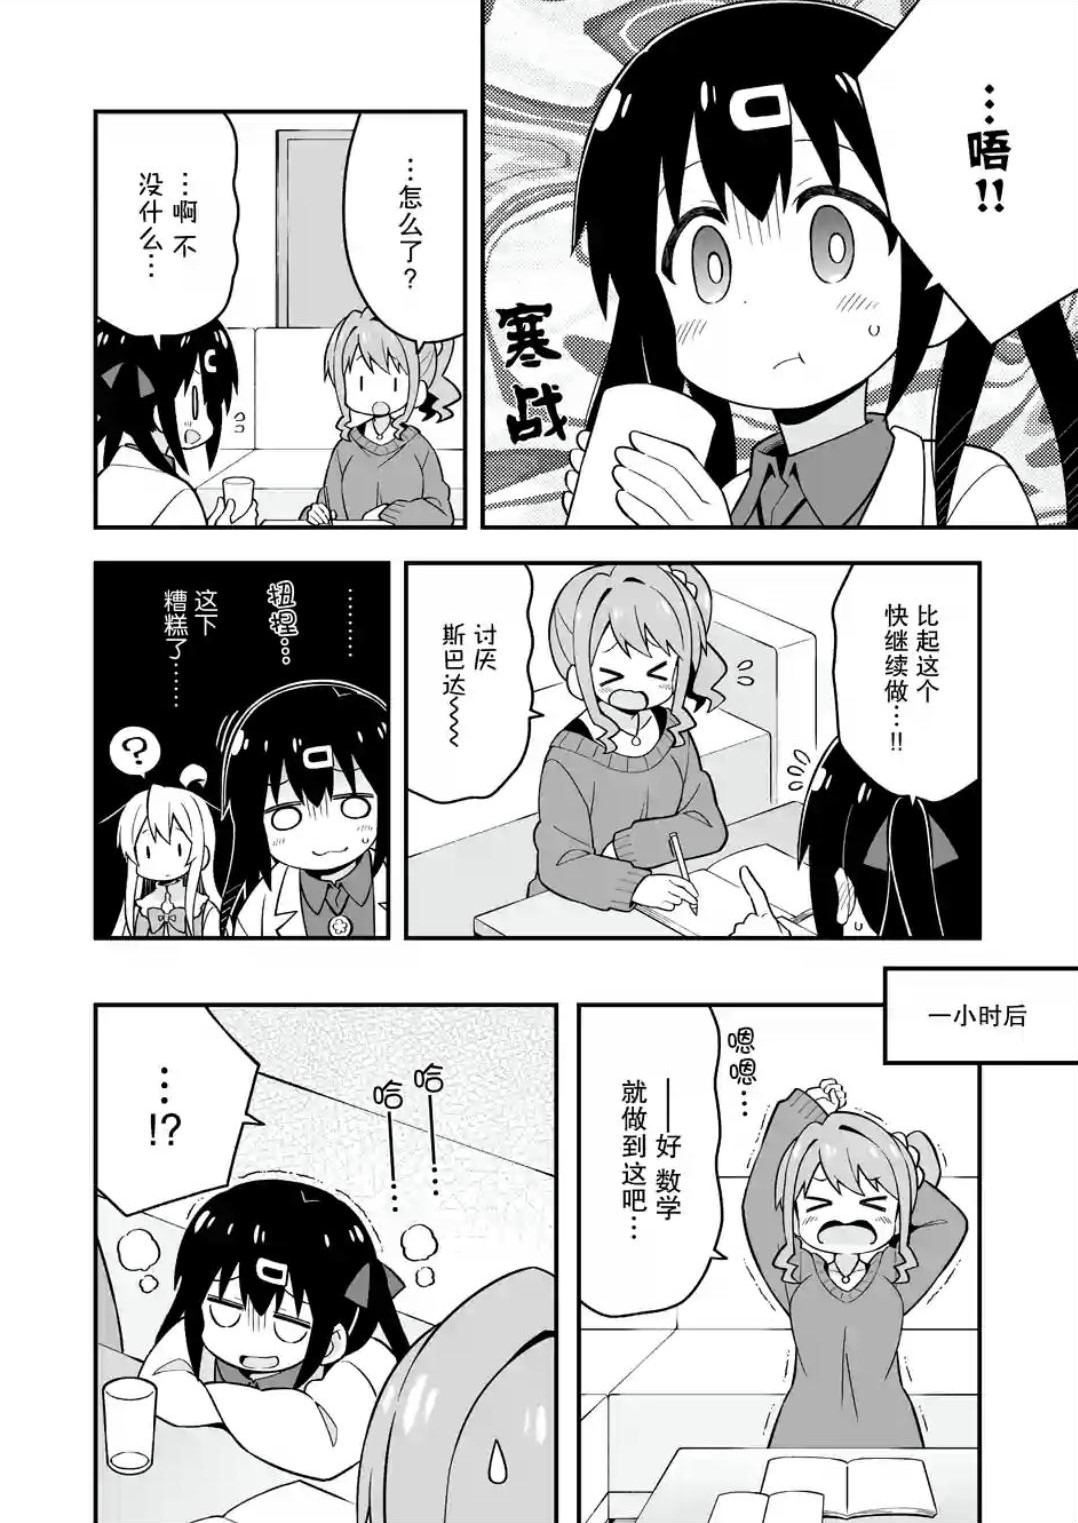 …唔!!
寒战
…怎么了?
…啊 不
没什么…
比起这个
快继续做…!!
讨厌
斯巴达~~~~
………
扭捏…
这下
糟糕了……
?
一小时后
嗯嗯…
——好 数学
就做到这吧…
哈……
哈……
…!?